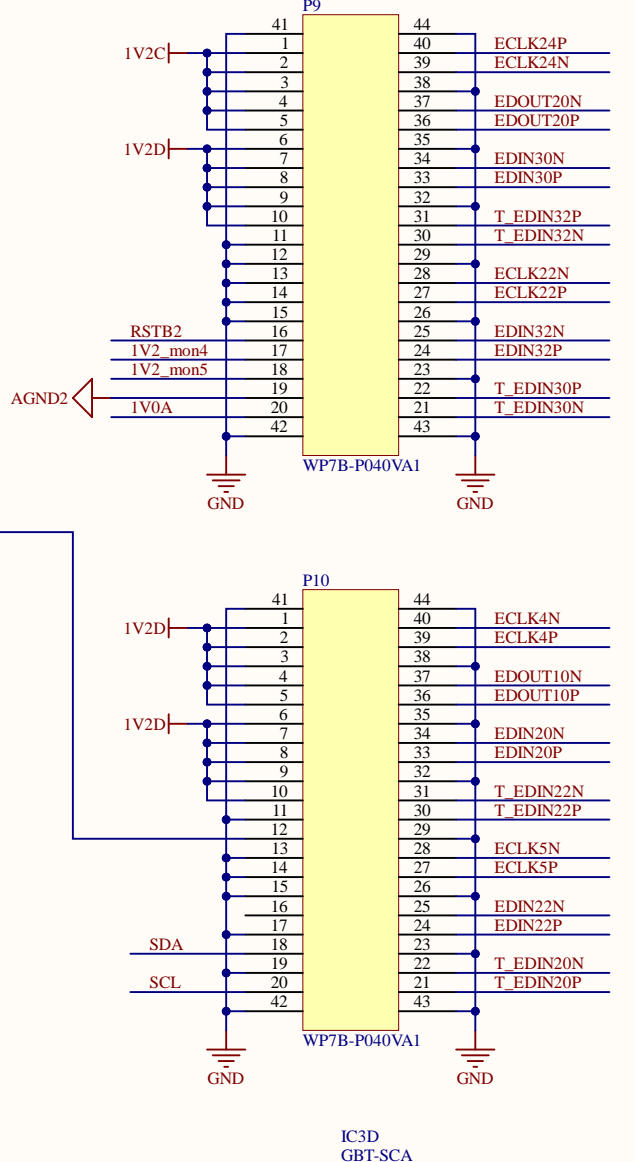 P9
41 44
1V2C 1 40 ECLK24P
2 39 ECLK24N
3 38
4 37 EDOUT20N
5 36 EDOUT20P
1V2D 6 35
7 34 EDIN30N
8 33 EDIN30P
9 32
10 31 T_EDIN32P
11 30 T_EDIN32N
12 29
13 28 ECLK22N
14 27 ECLK22P
15 26
RSTB2 16 25 EDIN32N
1V2_mon4 17 24 EDIN32P
1V2_mon5 18 23
AGND2 19 22 T_EDIN30P
1V0A 20 21 T_EDIN30N
42 43
WP7B-P040VA1
GND GND
P10
41 44
1V2D 1 40 ECLK4N
2 39 ECLK4P
3 38
4 37 EDOUT10N
5 36 EDOUT10P
1V2D 6 35
7 34 EDIN20N
8 33 EDIN20P
9 32
10 31 T_EDIN22N
11 30 T_EDIN22P
12 29
13 28 ECLK5N
14 27 ECLK5P
15 26
16 25 EDIN22N
17 24 EDIN22P
SDA 18 23
19 22 T_EDIN20N
SCL 20 21 T_EDIN20P
42 43
WP7B-P040VA1
GND GND
IC3D
GBT-SCA